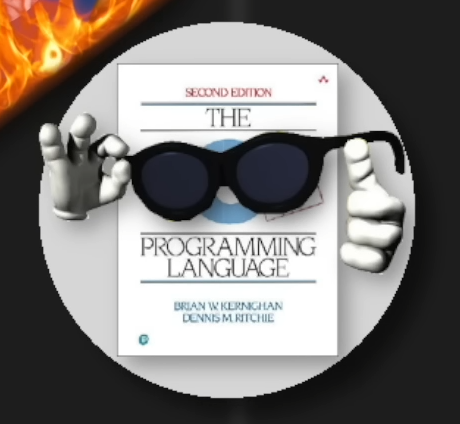 SECOND EDITION
THE
PROGRAMMING
LANGUAGE
BRIAN W. KERNIGHAN
DENNIS M. RITCHIE